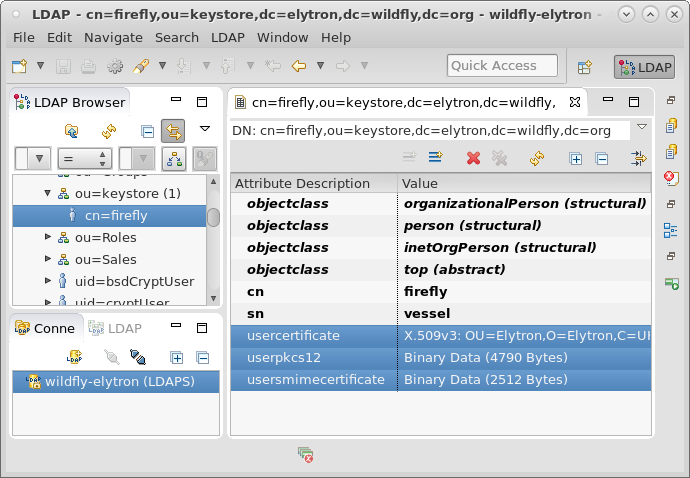 LDAP - cn=firefly,ou=keystore,dc=elytron,dc=wildfly,dc=org - wildfly-elytron -
File Edit Navigate Search LDAP Window Help
Quick Access
LDAP
LDAP Browser
=
ou=keystore (1)
cn=firefly
ou=Roles
ou=Sales
uid=bsdCryptUser
uid=cryptUser
Conne
LDAP
wildfly-elytron (LDAPS)
cn=firefly,ou=keystore,dc=elytron,dc=wildfly,
DN: cn=firefly,ou=keystore,dc=elytron,dc=wildfly,dc=org
Attribute Description Value
objectclass organizationalPerson (structural)
objectclass person (structural)
objectclass inetOrgPerson (structural)
objectclass top (abstract)
cn firefly
sn vessel
usercertificate X.509v3: OU=Elytron,O=Elytron,C=U
userpkcs12 Binary Data (4790 Bytes)
usersmimecertificate Binary Data (2512 Bytes)